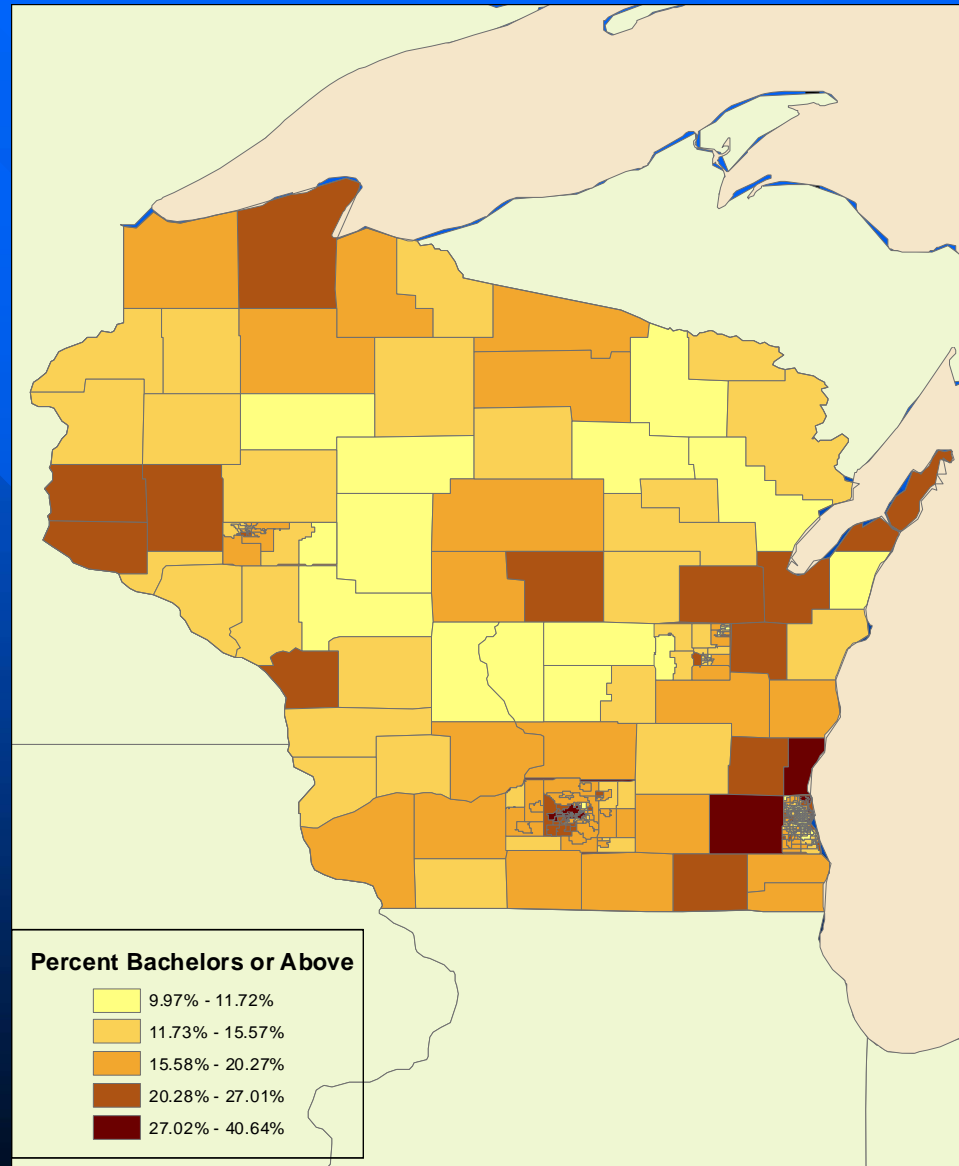 Percent Bachelors or Above
9.97% - 11.72%
11.73% - 15.57%
15.58% - 20.27%
20.28% - 27.01%
27.02% - 40.64%